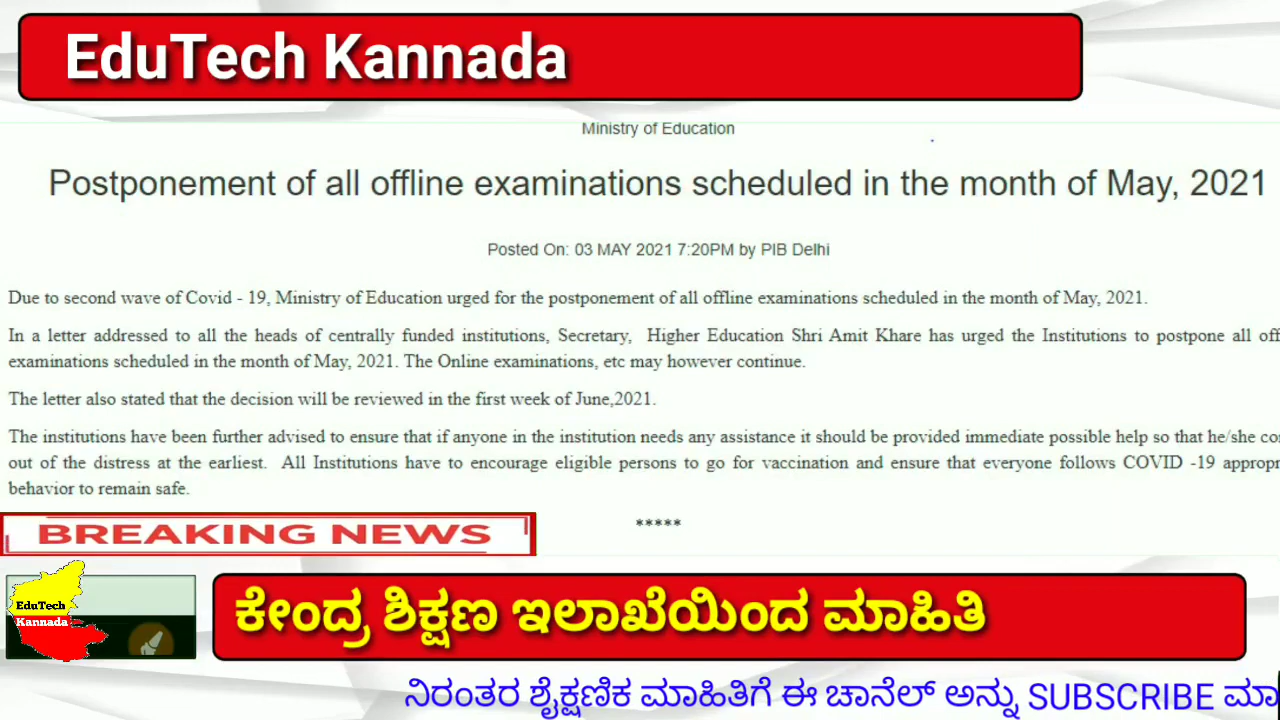 EduTech Kannada
Ministry of Education
Postponement of all offline examinations scheduled in the month of May, 2021
Posted On: 03 MAY 2021 7:20PM by PIB Delhi
Due to second wave of Covid - 19, Ministry of Education urged for the postponement of all offline examinations scheduled in the month of May, 2021.
In a letter addressed to all the heads of centrally funded institutions, Secretary, Higher Education Shri Amit Khare has urged the Institutions to postpone all off
examinations scheduled in the month of May, 2021. The Online examinations, etc may however continue.
The letter also stated that the decision will be reviewed in the first week of June,2021.
The institutions have been further advised to ensure that if anyone in the institution needs any assistance it should be provided immediate possible help so that he/she co
out of the distress at the earliest. All Institutions have to encourage eligible persons to go for vaccination and ensure that everyone follows COVID -19 appropr
behavior to remain safe.
*****
BREAKING NEWS
EduTech
Kannada
ಕೇಂದ್ರ ಶಿಕ್ಷಣ ಇಲಾಖೆಯಿಂದ ಮಾಹಿತಿ
ನಿರಂತರ ಶೈಕ್ಷಣಿಕ ಮಾಹಿತಿಗೆ ಈ ಚಾನೆಲ್ ಅನ್ನು SUBSCRIBE ಮಾ